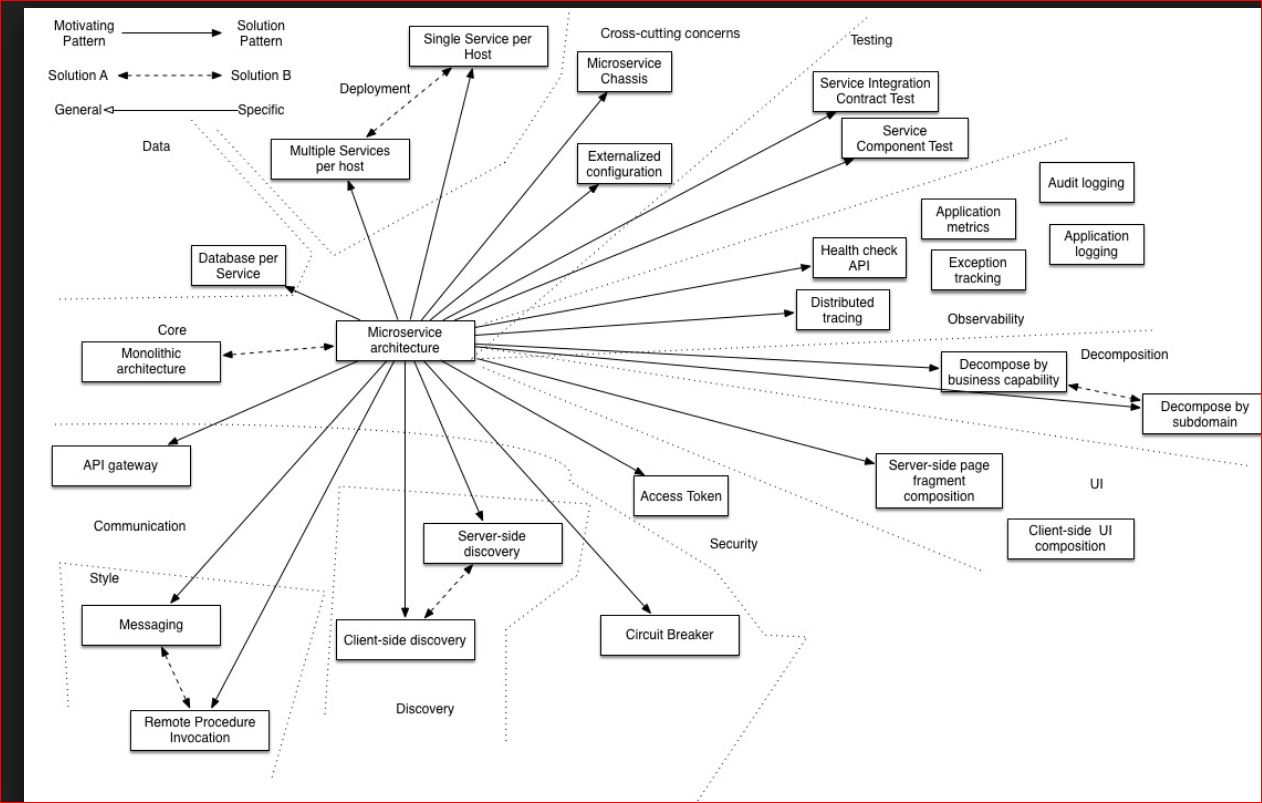 Motivating
Pattern
Solution
Pattern
Solution A
Solution B
General
Specific
Data
Deployment
Single Service per
Host
Multiple Services
per host
Cross-cutting concerns
Microservice
Chassis
Externalized
configuration
Testing
Service Integration
Contract Test
Service
Component Test
Audit logging
Application
metrics
Application
logging
Health check
API
Exception
tracking
Distributed
tracing
Observability
Database per
Service
Core
Monolithic
architecture
Microservice
architecture
Decomposition
Decompose by
business capability
Decompose by
subdomain
API gateway
Communication
Style
Messaging
Remote Procedure
Invocation
Server-side
discovery
Client-side discovery
Discovery
Access Token
Security
Circuit Breaker
Server-side page
fragment
composition
UI
Client-side UI
composition